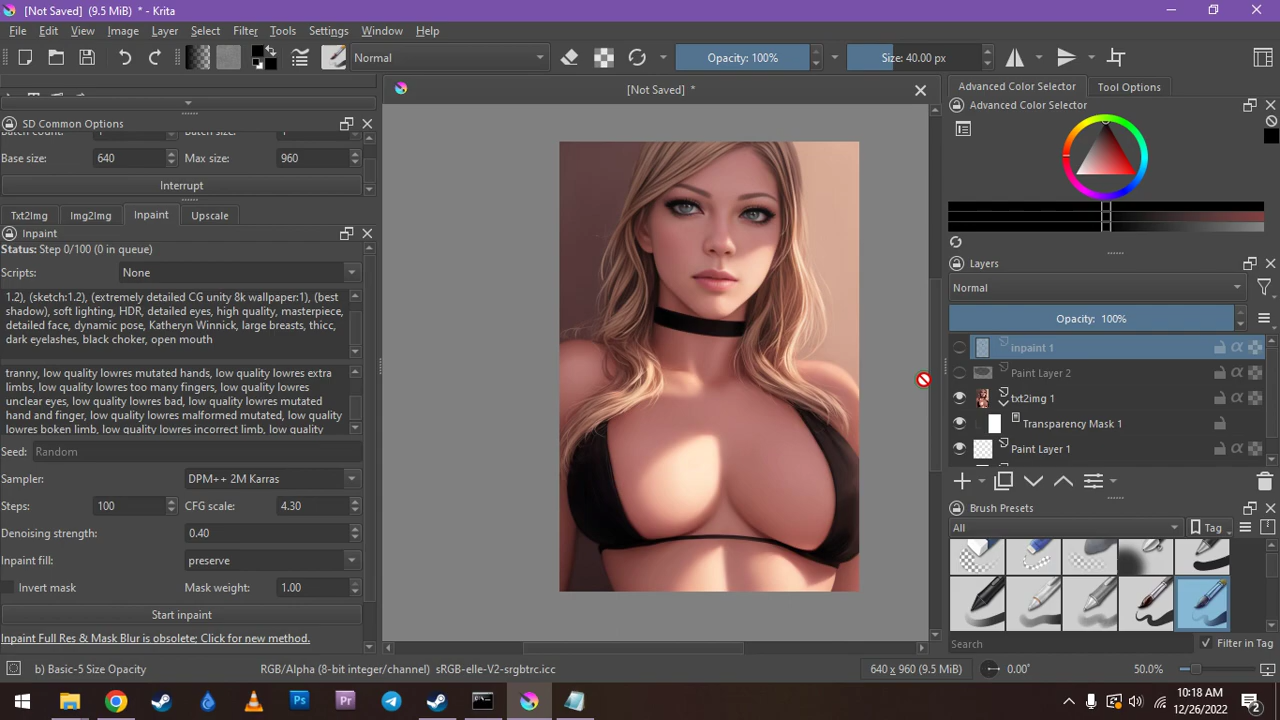 [Not Saved] (9.5 MiB) * - Krita
File Edit View Image Layer Select Filter Tools Settings Window Help
Normal
Opacity: 100%
Size: 40.00 px
[Not Saved] *
SD Common Options
Base size: 640 Max size: 960
Interrupt
Txt2Img Img2Img Inpaint Upscale
Inpaint
Status: Step 0/100 (0 in queue)
Scripts: None
1.2), (sketch:1.2), (extremely detailed CG unity 8k wallpaper:1), (best
shadow), soft lighting, HDR, detailed eyes, high quality, masterpiece,
detailed face, dynamic pose, Katheryn Winnick, large breasts, thicc,
dark eyelashes, black choker, open mouth
tranny, low quality lowres mutated hands, low quality lowres extra
limbs, low quality lowres too many fingers, low quality lowres
unclear eyes, low quality lowres bad, low quality lowres mutated
hand and finger, low quality lowres malformed mutated, low quality
lowres boken limb, low quality lowres incorrect limb, low quality
Seed: Random
Sampler: DPM++ 2M Karras
Steps: 100 CFG scale: 4.30
Denoising strength: 0.40
Inpaint fill: preserve
Invert mask Mask weight: 1.00
Start inpaint
Inpaint Full Res & Mask Blur is obsolete; Click for new method.
Advanced Color Selector Tool Options
Advanced Color Selector
Layers
Normal
Opacity: 100%
inpaint 1
Paint Layer 2
txt2img 1
Transparency Mask 1
Paint Layer 1
Brush Presets
All Tag
Search Filter in Tag
b) Basic-5 Size Opacity
RGB/Alpha (8-bit integer/channel) sRGB-elle-V2-srgbtrc.icc
640 x 960 (9.5 MiB)
0.00°
50.0%
Ps Pr
10:18 AM
12/26/2022
2